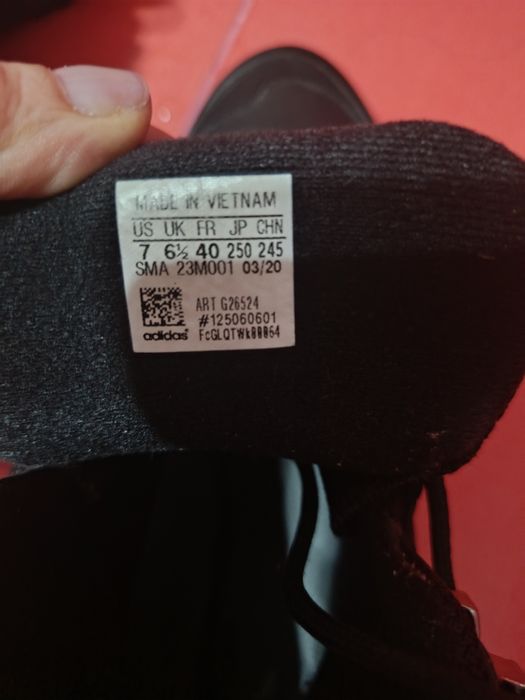 MADE IN VIETNAM
US UK FR JP CHN
7 6½ 40 250 245
SMA 23M001 03/20
ART G26524
#125060601
adidas® FcGLQTWk00064